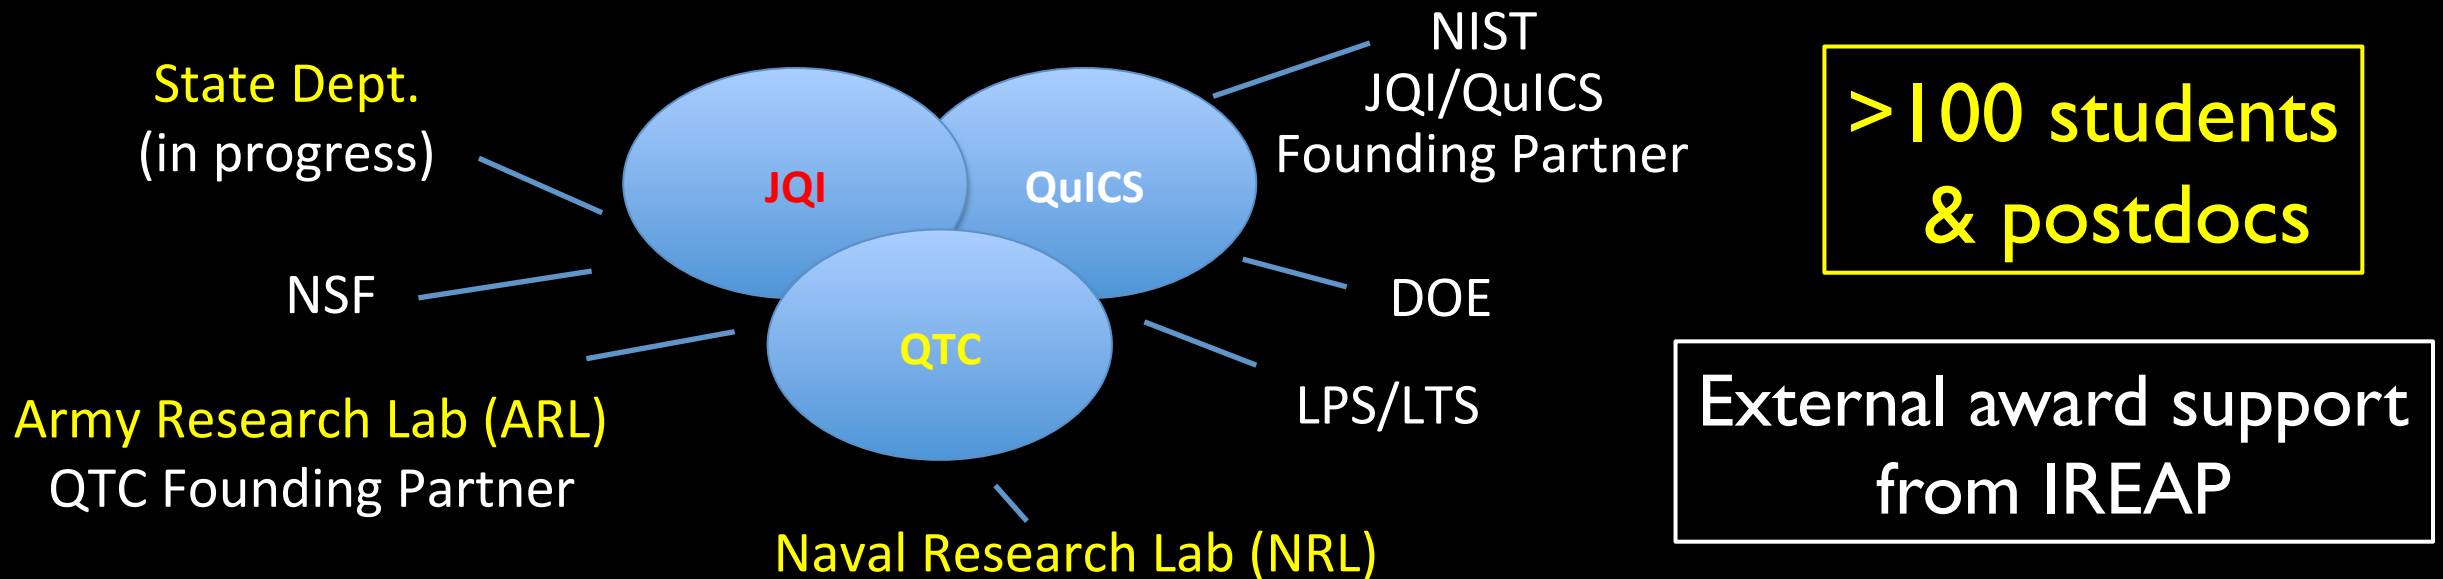 State Dept.
(in progress)
NSF
Army Research Lab (ARL)
QTC Founding Partner
JQI
QuICS
QTC
NIST
JQI/QuICS
Founding Partner
DOE
LPS/LTS
Naval Research Lab (NRL)
>100 students
& postdocs
External award support
from IREAP